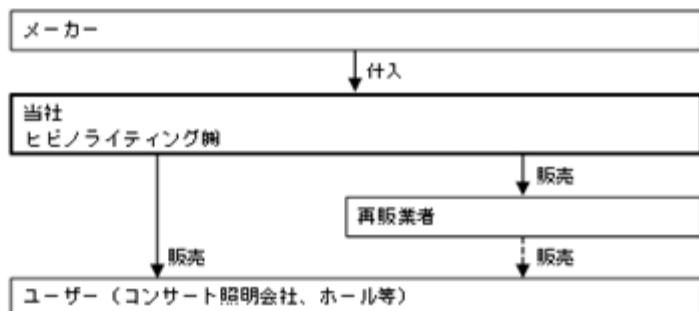 メーカー
仕入
当社
ヒビノライティング㈱
販売
再販業者
販売
販売
ユーザー（コンサート照明会社、ホール等）